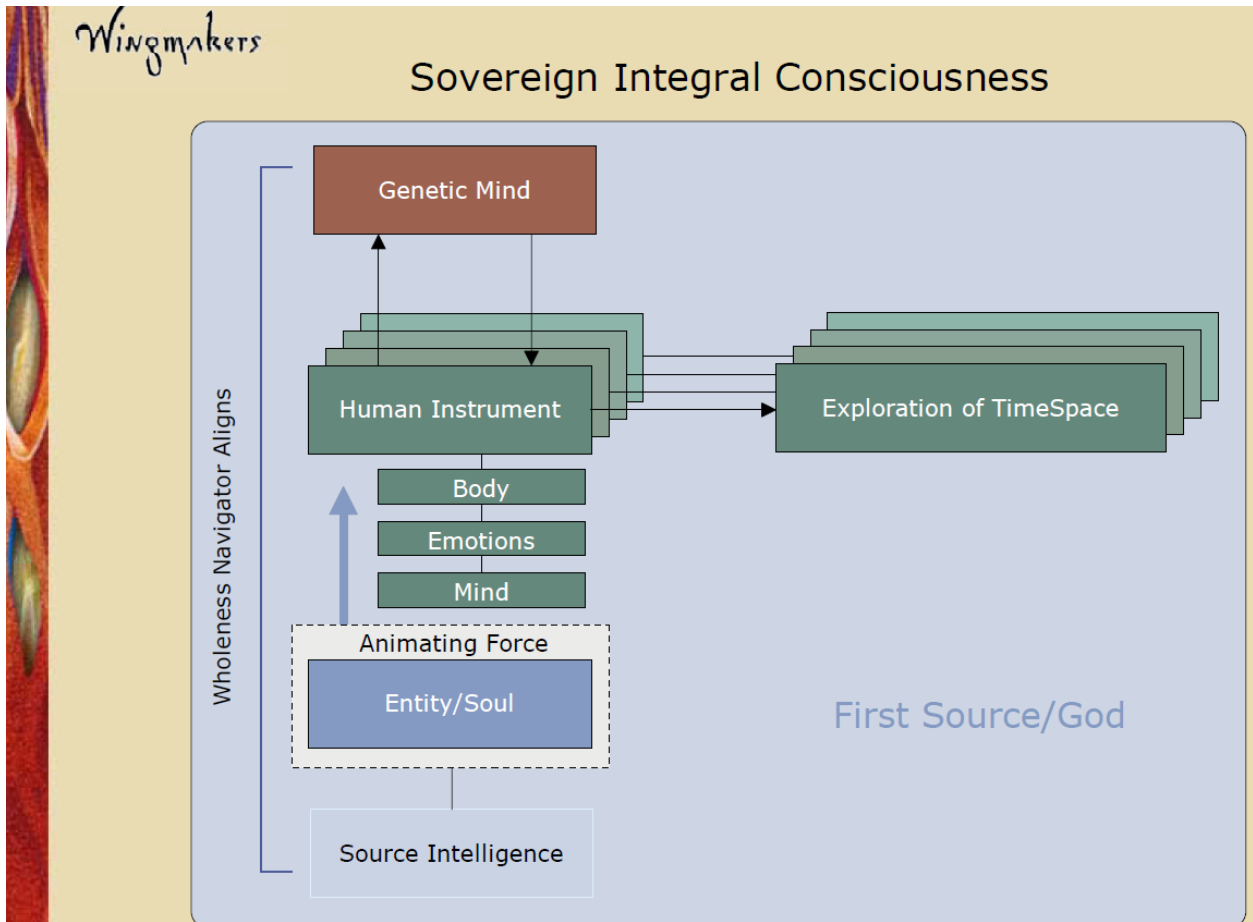 Wingmakers
Sovereign Integral Consciousness
Wholeness Navigator Aligns
Genetic Mind
Human Instrument
Exploration of TimeSpace
Body
Emotions
Mind
Animating Force
Entity/Soul
First Source/God
Source Intelligence